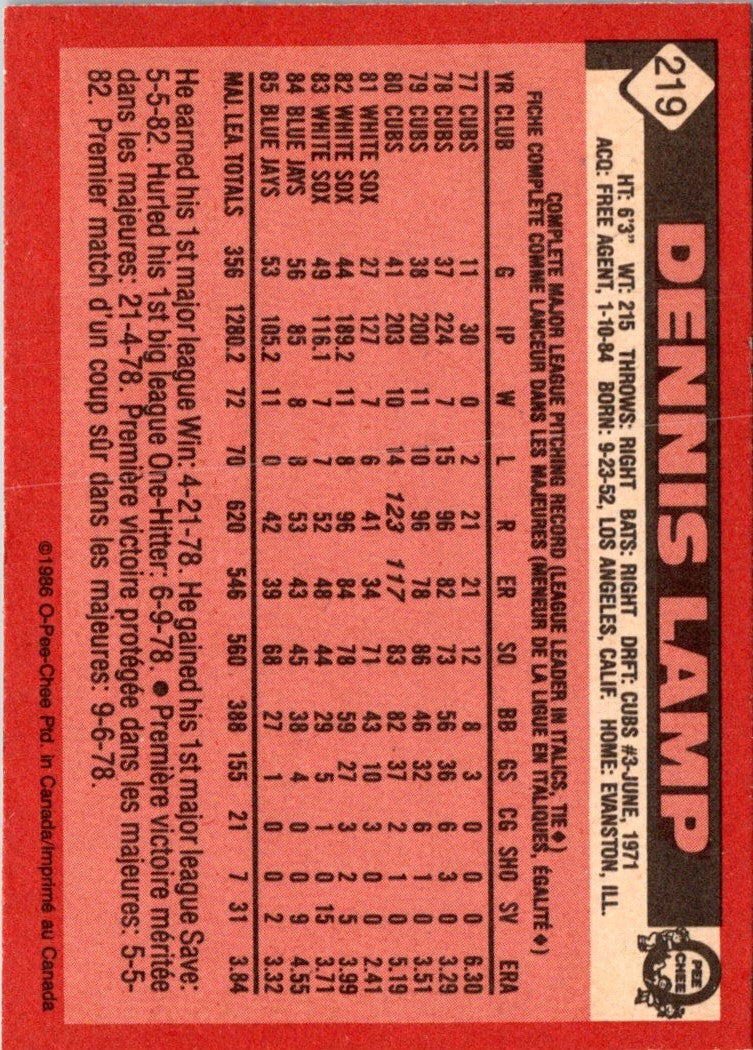 219
DENNIS LAMP
O
PEE
CHEE
HT: 6'3" WT: 215 THROWS: RIGHT BATS: RIGHT DRFT: CUBS #3-JUNE, 1971
ACQ: FREE AGENT, 1-10-84 BORN: 9-23-52, LOS ANGELES, CALIF. HOME: EVANSTON, ILL.
COMPLETE MAJOR LEAGUE PITCHING RECORD (LEAGUE LEADER IN ITALICS, TIE ♦)
FICHE COMPLÈTE COMME LANCEUR DANS LES MAJEURES (MENEUR DE LA LIGUE EN ITALIQUES, ÉGALITÉ ♦)
YR CLUB G IP W L R ER SO BB GS CG SHO SV ERA
77 CUBS 11 30 0 2 21 21 12 8 3 0 0 0 6.30
78 CUBS 37 224 7 15 96 82 73 56 36 6 3 0 3.29
79 CUBS 38 200 11 10 96 78 86 46 32 6 1 0 3.51
80 CUBS 41 203 10 14 123 117 83 82 37 2 1 0 5.19
81 WHITE SOX 27 127 7 6 41 34 71 43 10 3 0 0 2.41
82 WHITE SOX 44 189.2 11 8 96 84 78 59 27 3 2 5 3.99
83 WHITE SOX 49 116.1 7 7 52 48 44 29 5 1 0 15 3.71
84 BLUE JAYS 56 85 8 8 53 43 45 38 4 0 0 9 4.55
85 BLUE JAYS 53 105.2 11 0 42 39 68 27 1 0 0 2 3.32
MAJ. LEA. TOTALS 356 1280.2 72 70 620 546 560 388 155 21 7 31 3.84
He earned his 1st major league Win: 4-21-78. He gained his 1st major league Save:
5-5-82. Hurled his 1st big league One-Hitter: 6-9-78. ● Première victoire méritée
dans les majeures: 21-4-78. Première victoire protégée dans les majeures: 5-5-
82. Premier match d'un coup sûr dans les majeures: 9-6-78.
©1986 O-Pee-Chee Ptd. in Canada/Imprimé au Canada